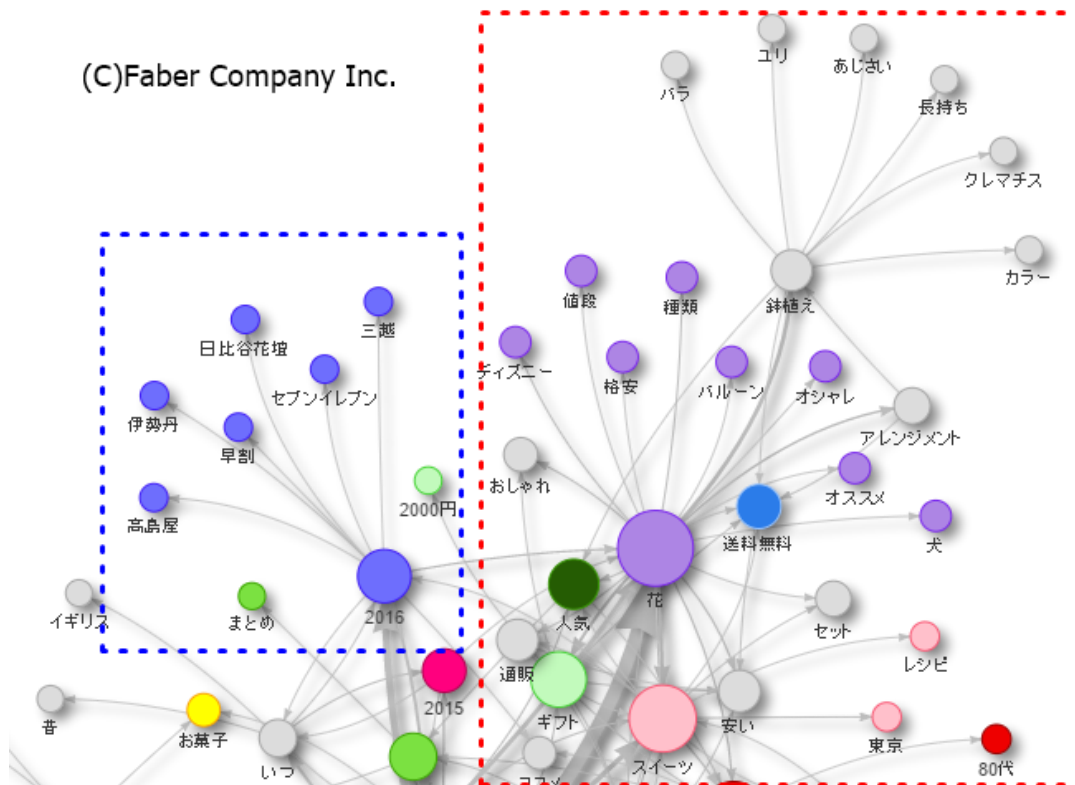 (C)Faber Company Inc.
ユリ
あじさい
バラ
長持ち
クレマチス
カラー
鉢植え
値段
種類
三越
日比谷花壇
ディズニー
格安
バルーン
オシャレ
セブンイレブン
伊勢丹
早割
アレンジメント
おしゃれ
オススメ
2000円
高島屋
送料無料
犬
花
2016
イギリス
まとめ
人気
セット
通販
レシピ
2015
ギフト
昔
お菓子
安い
東京
いつ
スイーツ
80代
コスメ